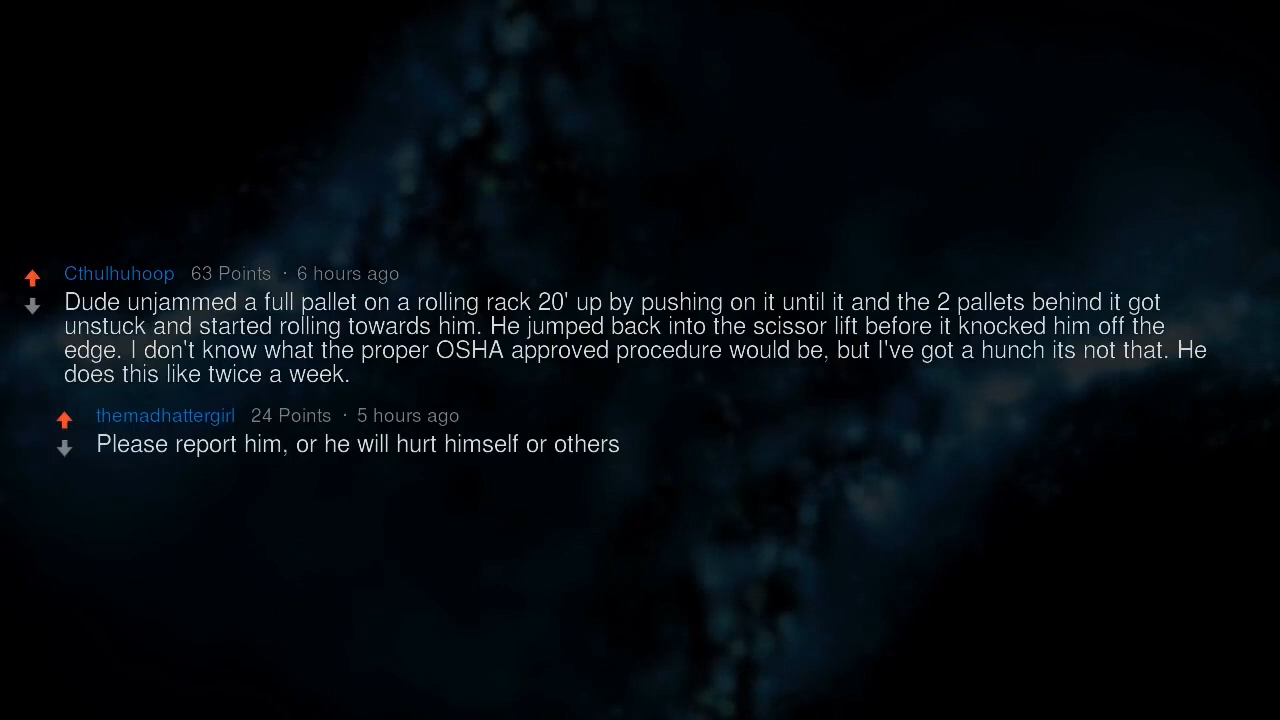 Cthulhuhoop 63 Points · 6 hours ago
Dude unjammed a full pallet on a rolling rack 20' up by pushing on it until it and the 2 pallets behind it got
unstuck and started rolling towards him. He jumped back into the scissor lift before it knocked him off the
edge. I don't know what the proper OSHA approved procedure would be, but I've got a hunch its not that. He
does this like twice a week.
themadhattergirl 24 Points · 5 hours ago
Please report him, or he will hurt himself or others